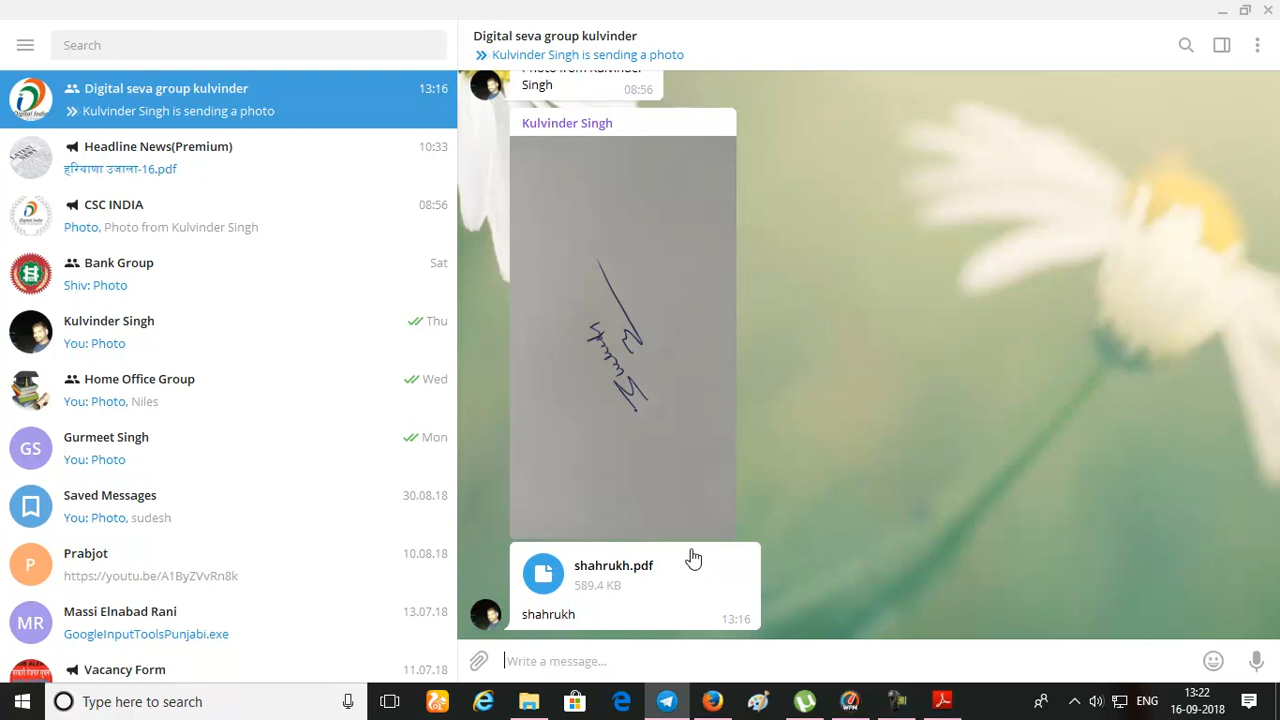 Search
Digital seva group kulvinder
13:16
Kulvinder Singh is sending a photo
Headline News(Premium)
10:33
हरियाणा उजाला-16.pdf
CSC INDIA
08:56
Photo, Photo from Kulvinder Singh
Bank Group
Sat
Shiv: Photo
Kulvinder Singh
Thu
You: Photo
Home Office Group
Wed
You: Photo, Niles
GS
Gurmeet Singh
Mon
You: Photo
Saved Messages
30.08.18
You: Photo, sudesh
P
Prabjot
10.08.18
https://youtu.be/A1ByZVvRn8k
MR
Massi Elnabad Rani
13.07.18
GoogleInputToolsPunjabi.exe
Vacancy Form
11.07.18
Digital seva group kulvinder
Kulvinder Singh is sending a photo
Photo from Kulvinder
Singh
08:56
Kulvinder Singh
shahrukh.pdf
589.4 KB
shahrukh
13:16
Write a message...
Type here to search
ENG
13:22
16-09-2018